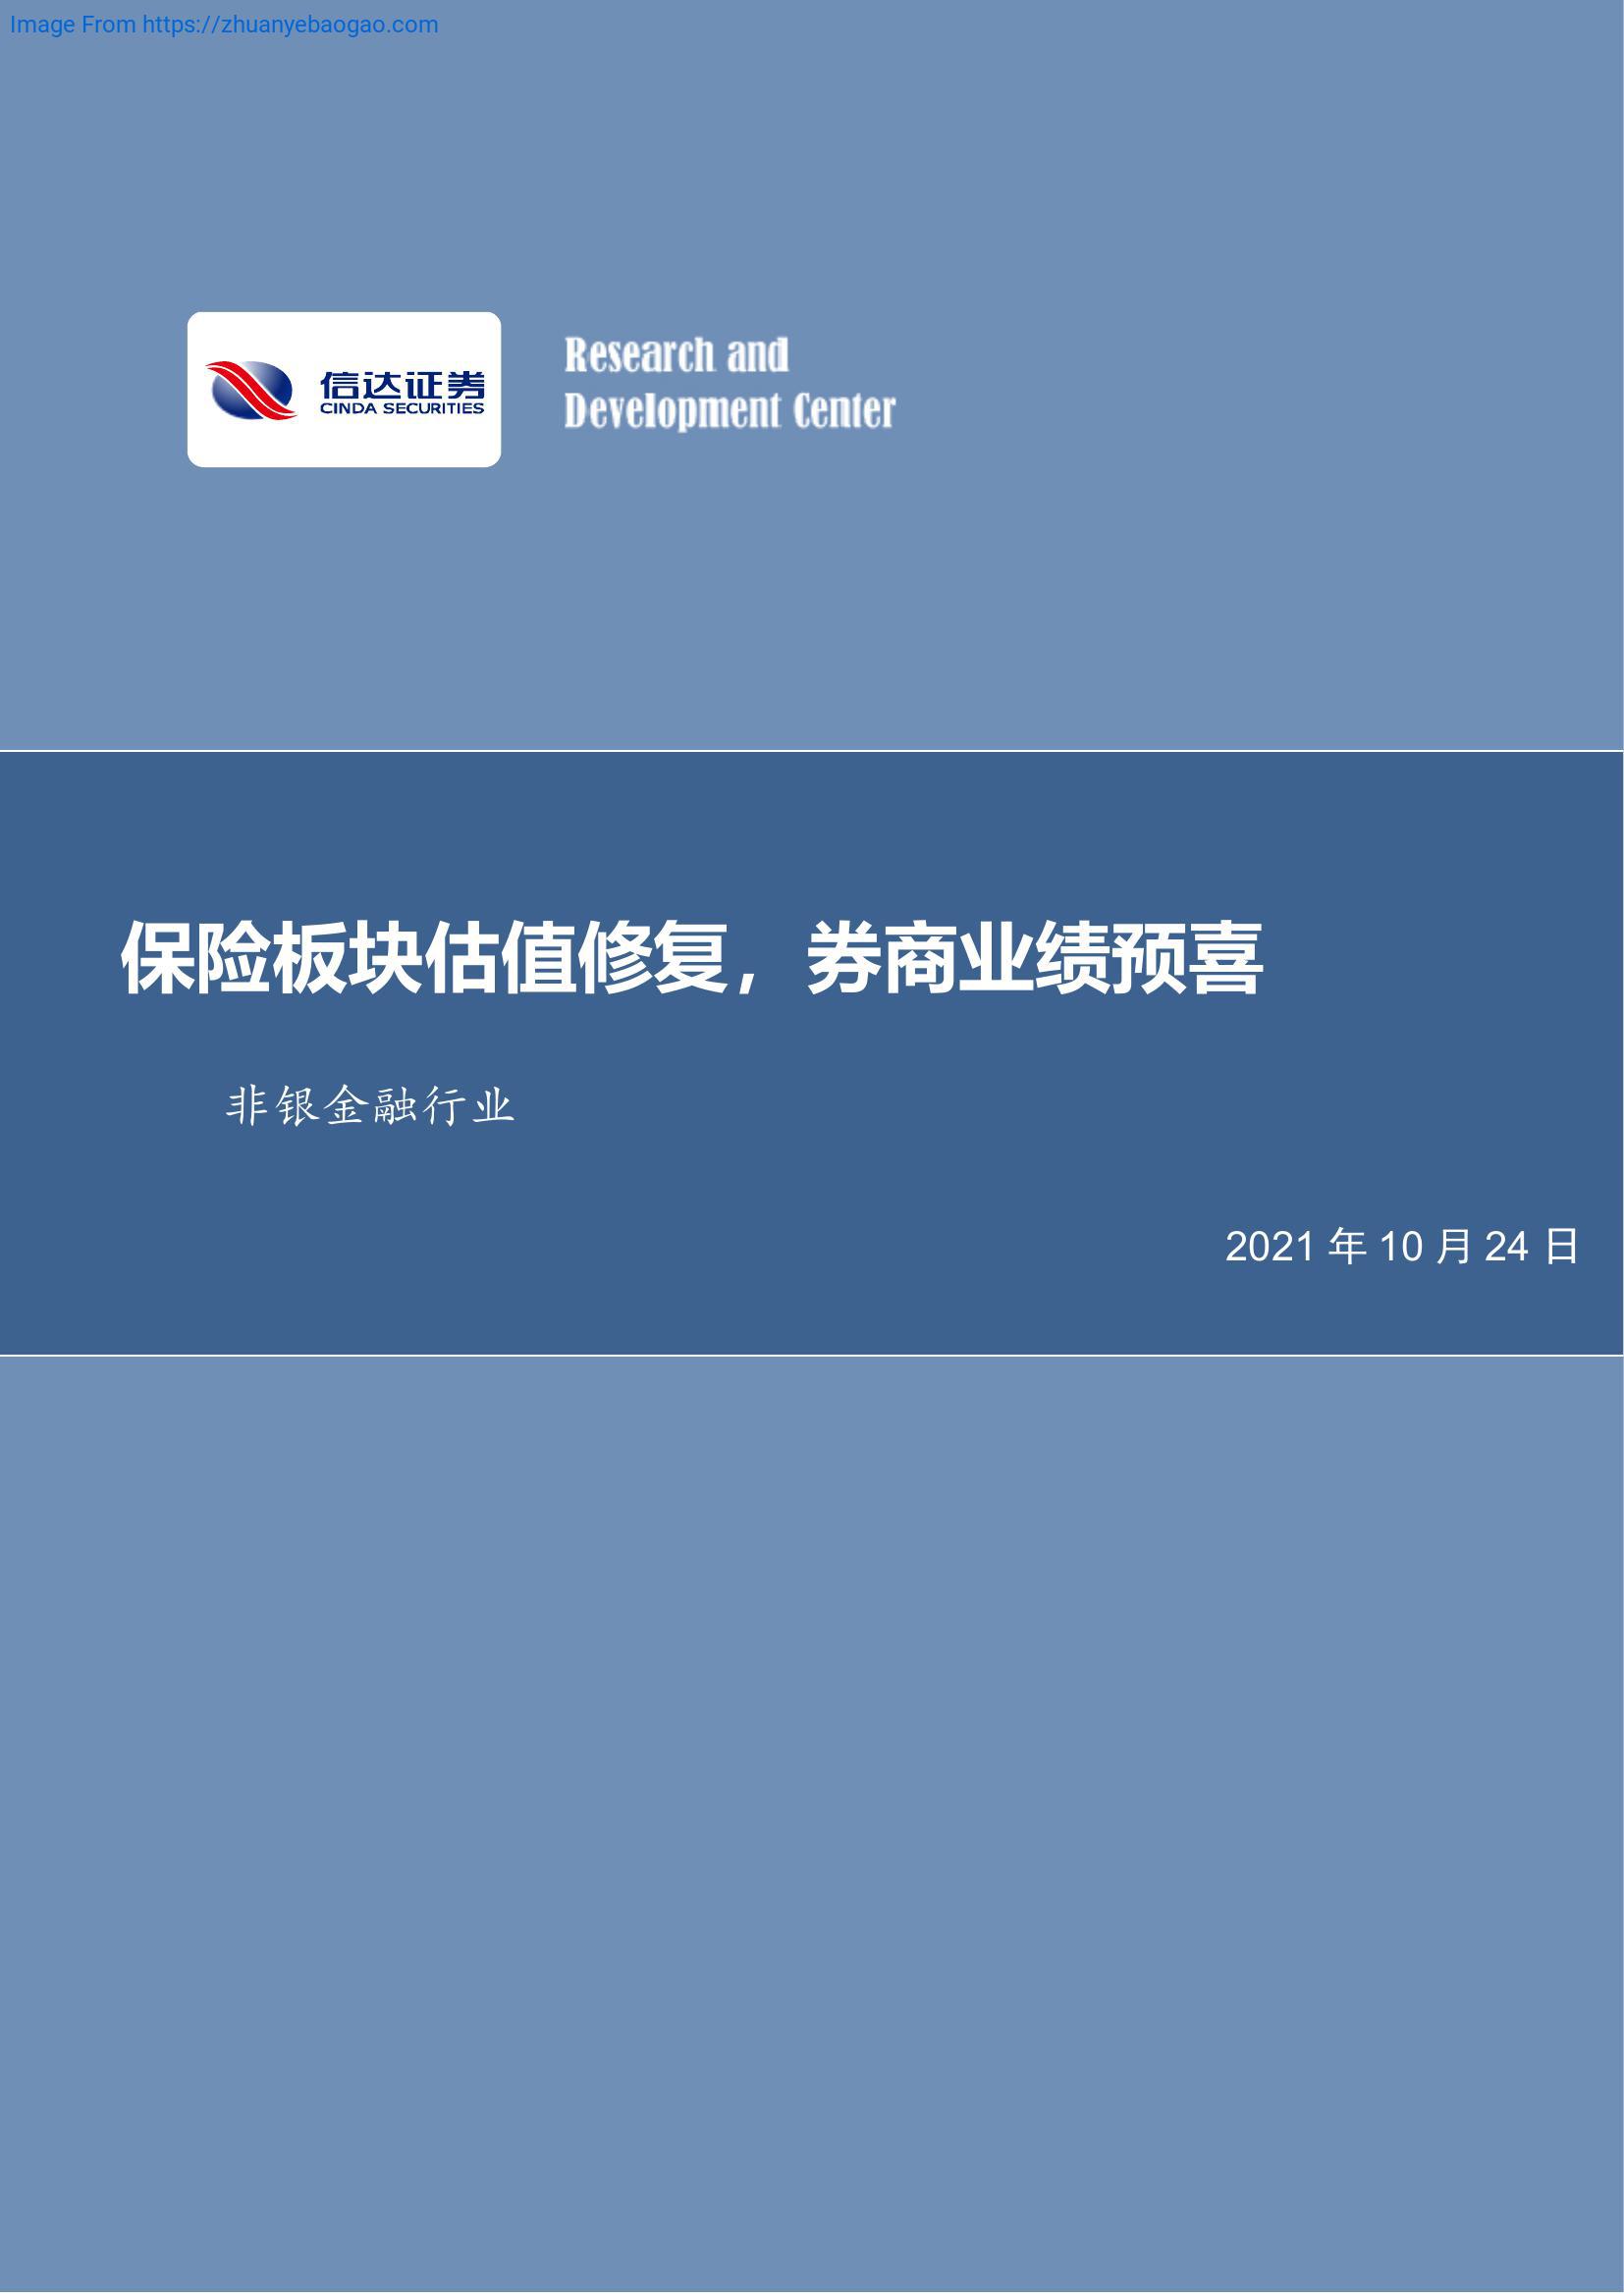 Image From https://zhuanyebaogao.com
信达证券
CINDA SECURITIES
Research and
Development Center
保险板块估值修复，券商业绩预喜
非银金融行业
2021 年 10 月 24 日